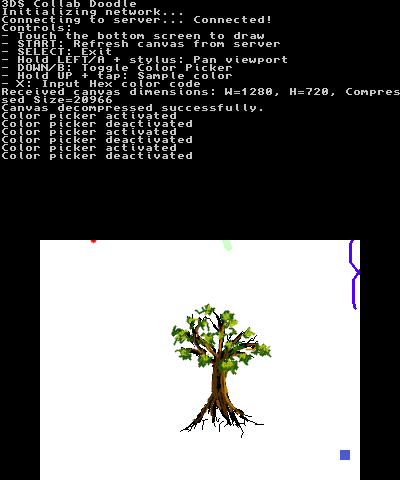 3DS Collab Doodle
Initializing network...
Connecting to server... Connected!
Controls:
- Touch the bottom screen to draw
- START: Refresh canvas from server
- SELECT: Exit
- Hold LEFT/A + stylus: Pan viewport
- DOWN/B: Toggle Color Picker
- Hold UP + tap: Sample color
- X: Input Hex color code
Received canvas dimensions: W=1280, H=720, Compres
sed Size=20966
Canvas decompressed successfully.
Color picker activated
Color picker deactivated
Color picker activated
Color picker deactivated
Color picker activated
Color picker deactivated